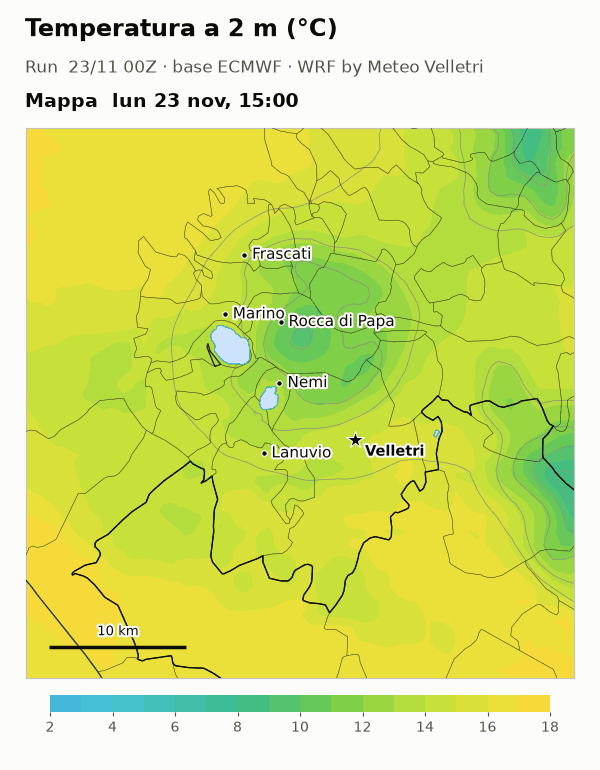 Temperatura a 2 m (°C)
Run  23/11 00Z · base ECMWF · WRF by Meteo Velletri
Mappa  lun 23 nov, 15:00
Frascati
Marino
Rocca di Papa
Nemi
Velletri
Lanuvio
10 km
2 4 6 8 10 12 14 16 18